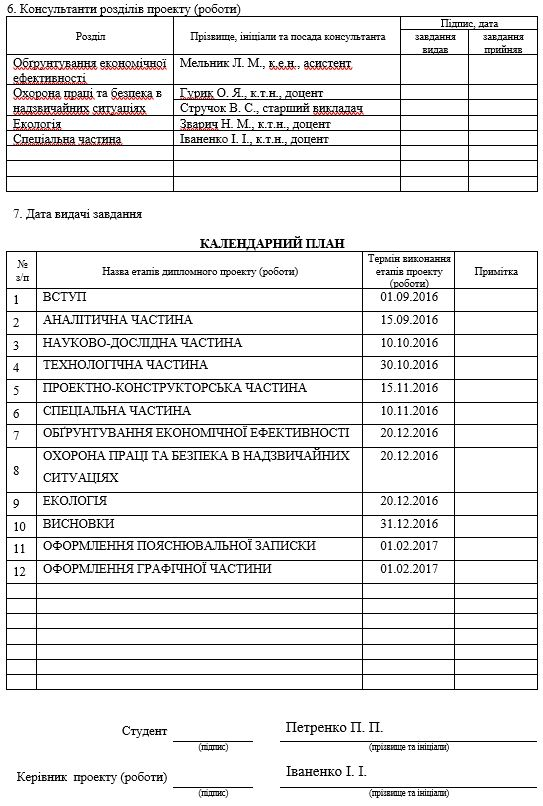 6. Консультанти розділів проекту (роботи)
Розділ
Прізвище, ініціали та посада консультанта
Підпис, дата
завдання видав
завдання прийняв
Обґрунтування економічної ефективності
Мельник Л. М., к.е.н., асистент
Охорона праці та безпека в надзвичайних ситуаціях
Гурик О. Я., к.т.н., доцент
Стручок В. С., старший викладач
Екологія
Зварич Н. М., к.т.н., доцент
Спеціальна частина
Іваненко І. І., к.т.н., доцент
7. Дата видачі завдання
КАЛЕНДАРНИЙ ПЛАН
№ з/п
Назва етапів дипломного проекту (роботи)
Термін виконання етапів проекту (роботи)
Примітка
1 ВСТУП 01.09.2016
2 АНАЛІТИЧНА ЧАСТИНА 15.09.2016
3 НАУКОВО-ДОСЛІДНА ЧАСТИНА 10.10.2016
4 ТЕХНОЛОГІЧНА ЧАСТИНА 30.10.2016
5 ПРОЕКТНО-КОНСТРУКТОРСЬКА ЧАСТИНА 15.11.2016
6 СПЕЦІАЛЬНА ЧАСТИНА 10.11.2016
7 ОБҐРУНТУВАННЯ ЕКОНОМІЧНОЇ ЕФЕКТИВНОСТІ 20.12.2016
8 ОХОРОНА ПРАЦІ ТА БЕЗПЕКА В НАДЗВИЧАЙНИХ 20.12.2016
СИТУАЦІЯХ
9 ЕКОЛОГІЯ 20.12.2016
10 ВИСНОВКИ 31.12.2016
11 ОФОРМЛЕННЯ ПОЯСНЮВАЛЬНОЇ ЗАПИСКИ 01.02.2017
12 ОФОРМЛЕННЯ ГРАФІЧНОЇ ЧАСТИНИ 01.02.2017
Студент Петренко П. П.
(підпис) (прізвище та ініціали)
Керівник проекту (роботи) Іваненко І. І.
(підпис) (прізвище та ініціали)